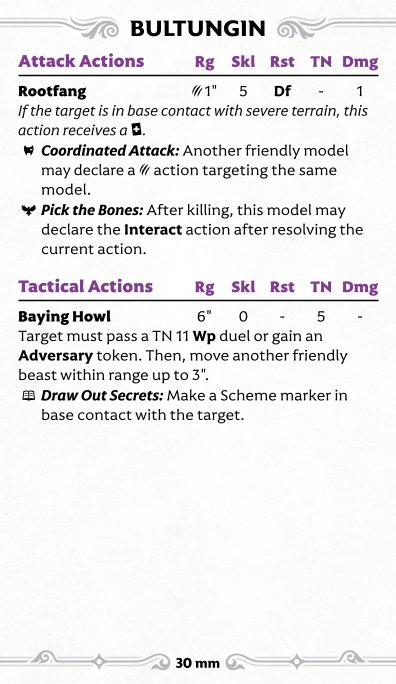 BULTUNGIN
Attack Actions Rg Skl Rst TN Dmg
Rootfang 1" 5 Df - 1
If the target is in base contact with severe terrain, this
action receives a .
Coordinated Attack: Another friendly model
may declare a action targeting the same
model.
Pick the Bones: After killing, this model may
declare the Interact action after resolving the
current action.
Tactical Actions Rg Skl Rst TN Dmg
Baying Howl 6" 0 - 5 -
Target must pass a TN 11 Wp duel or gain an
Adversary token. Then, move another friendly
beast within range up to 3".
Draw Out Secrets: Make a Scheme marker in
base contact with the target.
30 mm